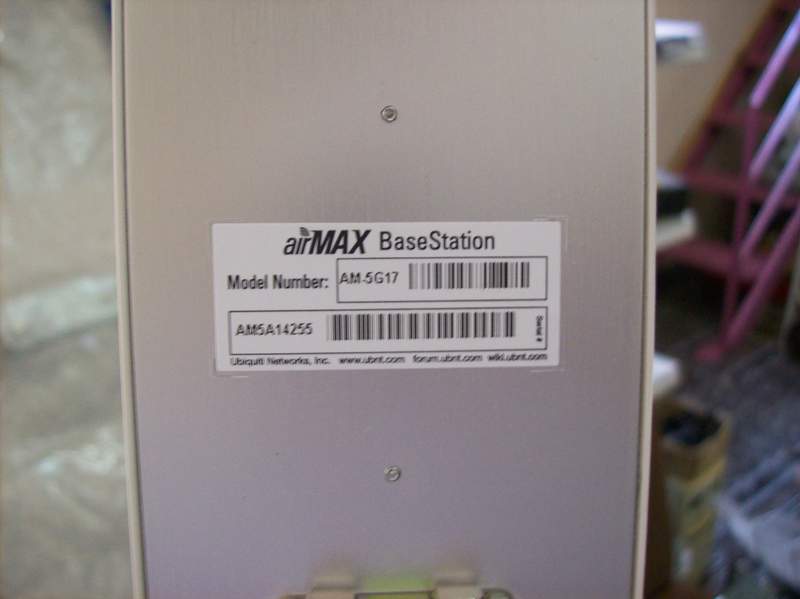 airMAX BaseStation
Model Number: AM-5G17
AM5A14255
Serial #
Ubiquiti Networks, Inc. www.ubnt.com forum.ubnt.com wiki.ubnt.com